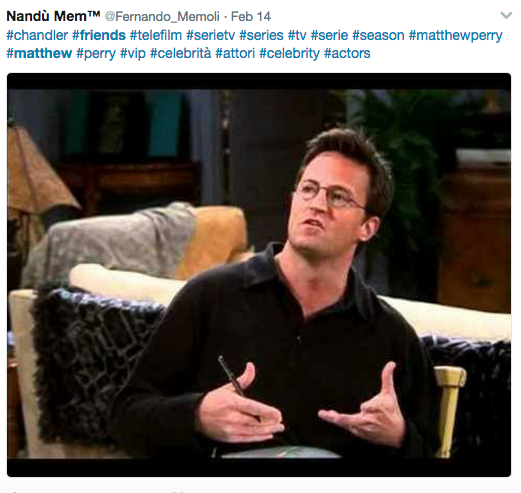 Nandù Mem™ @Fernando_Memoli · Feb 14
#chandler #friends #telefilm #serietv #series #tv #serie #season #matthewperry
#matthew #perry #vip #celebrità #attori #celebrity #actors